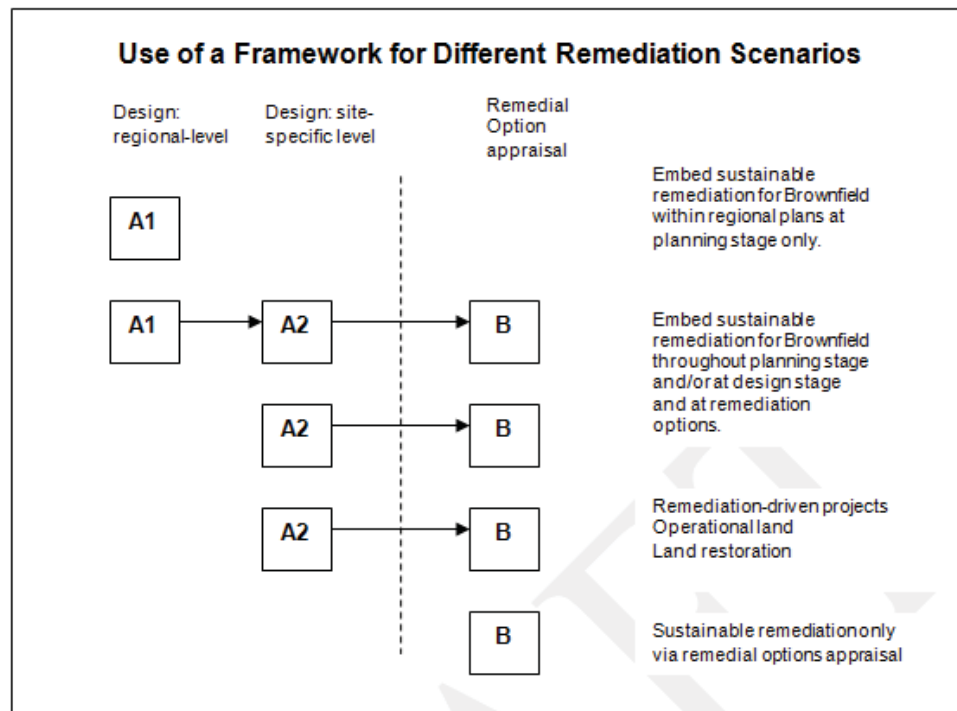 Use of a Framework for Different Remediation Scenarios
Design:
regional-level
Design: site-
specific level
Remedial
Option
appraisal
A1
Embed sustainable
remediation for Brownfield
within regional plans at
planning stage only.
A1
A2
B
Embed sustainable
remediation for Brownfield
throughout planning stage
and/or at design stage
and at remediation
options.
A2
B
A2
B
Remediation-driven projects
Operational land
Land restoration
B
Sustainable remediation only
via remedial options appraisal